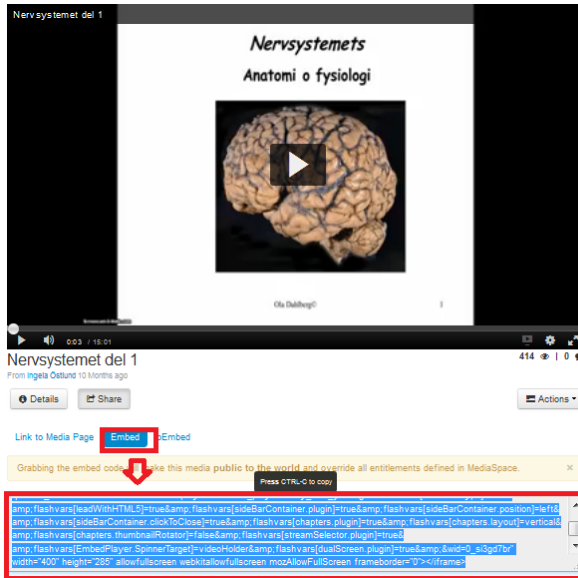 Nervsystemet del 1
Nervsystemets
Anatomi o fysiologi
Ola Dahlberg©
1
0:03 / 15:01
Nervsystemet del 1
414
0
From Ingela Östlund 10 Months ago
Details
Share
Actions
Link to Media Page
Embed
oEmbed
Grabbing the embed code will make this media public to the world and override all entitlements defined in MediaSpace.
×
Press CTRL-C to copy
amp;flashvars[leadWithHTML5]=true&amp;flashvars[sideBarContainer.plugin]=true&amp;flashvars[sideBarContainer.position]=left&
amp;flashvars[sideBarContainer.clickToClose]=true&amp;flashvars[chapters.plugin]=true&amp;flashvars[chapters.layout]=vertical&
amp;flashvars[chapters.thumbnailRotator]=false&amp;flashvars[streamSelector.plugin]=true&
amp;flashvars[EmbedPlayer.SpinnerTarget]=videoHolder&amp;flashvars[dualScreen.plugin]=true&amp;&wid=0_si3gd7br"
width="400" height="285" allowfullscreen webkitallowfullscreen mozAllowFullScreen frameborder="0"></iframe>